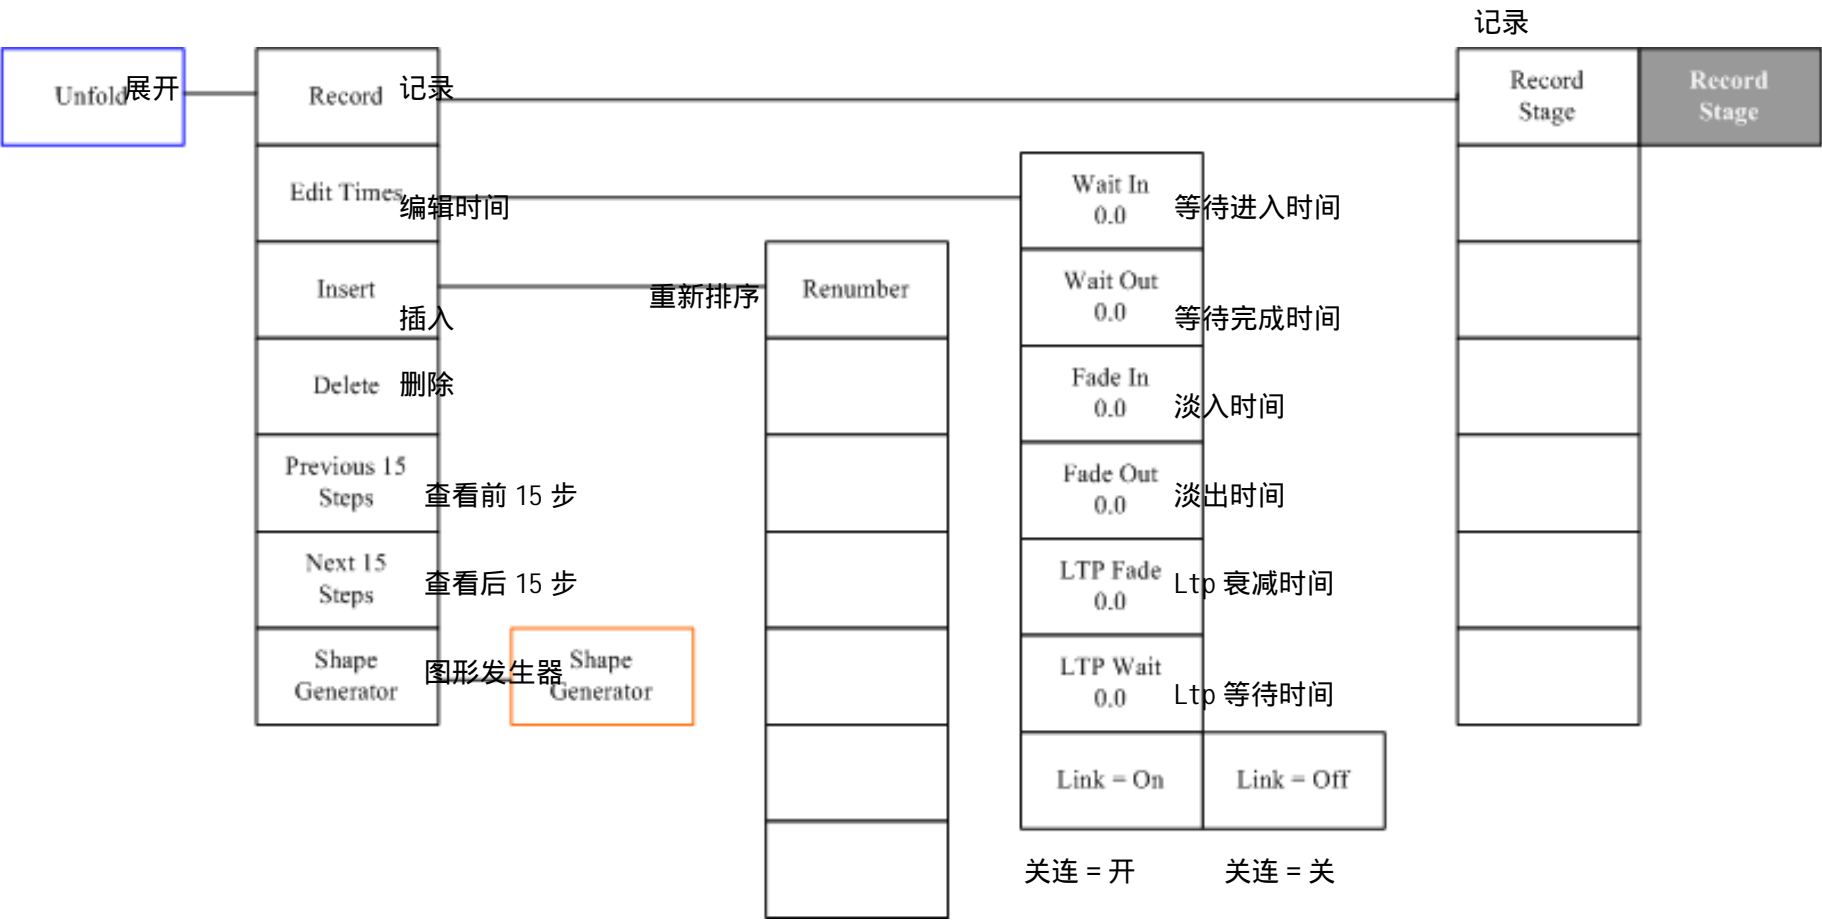 记录
Unfold
展开
Record
记录
Record
Stage
Record
Stage
Edit Times
编辑时间
Wait In
0.0
等待进入时间
Insert
插入
重新排序
Renumber
Wait Out
0.0
等待完成时间
Delete
删除
Fade In
0.0
淡入时间
Previous 15
Steps
查看前 15 步
Fade Out
0.0
淡出时间
Next 15
Steps
查看后 15 步
LTP Fade
0.0
Ltp 衰减时间
Shape
Generator
图形发生器
Shape
Generator
LTP Wait
0.0
Ltp 等待时间
Link = On
Link = Off
关连 = 开
关连 = 关